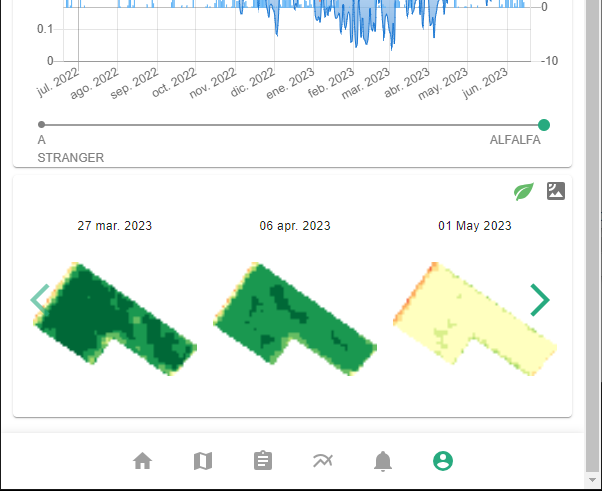 0.1
0
0
-10
jul. 2022
ago. 2022
sep. 2022
oct. 2022
nov. 2022
dic. 2022
ene. 2023
feb. 2023
mar. 2023
abr. 2023
may. 2023
jun. 2023
A
STRANGER
ALFALFA
27 mar. 2023
06 apr. 2023
01 May 2023